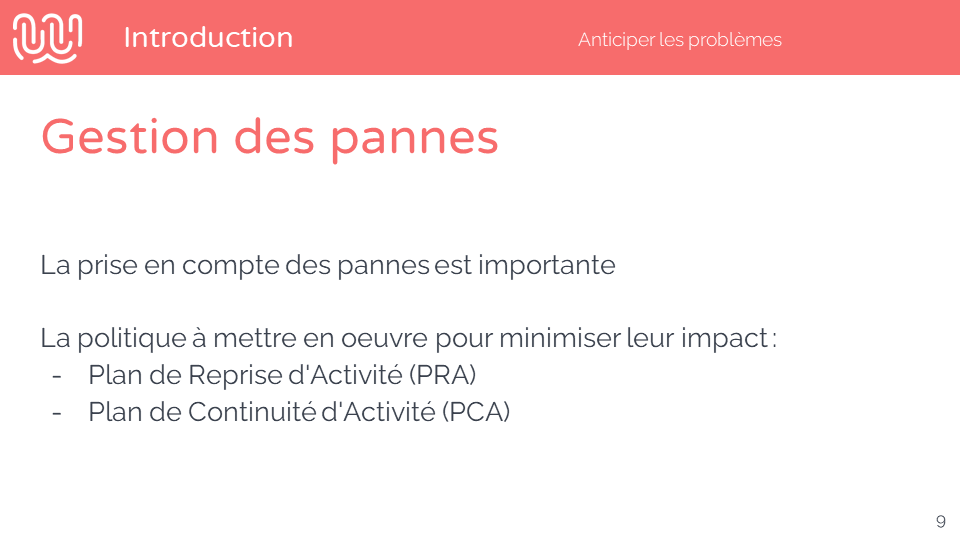 Introduction
Anticiper les problèmes
Gestion des pannes
La prise en compte des pannes est importante
La politique à mettre en oeuvre pour minimiser leur impact :
- Plan de Reprise d'Activité (PRA)
- Plan de Continuité d'Activité (PCA)
9